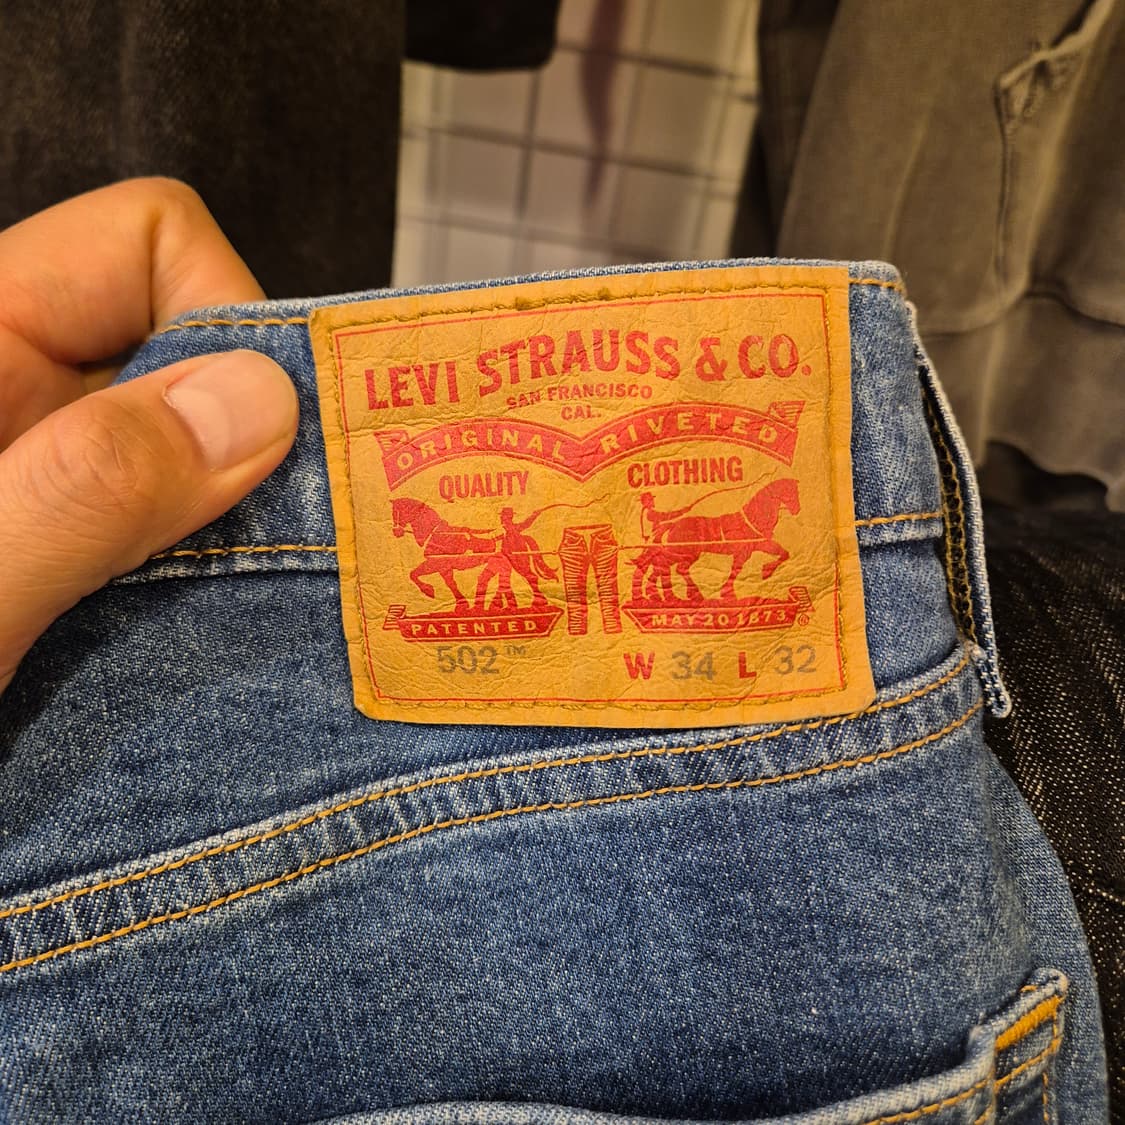 LEVI STRAUSS & CO.
SAN FRANCISCO
CAL.
ORIGINAL RIVETED
QUALITY CLOTHING
PATENTED MAY 20 1873 ®
502™ W 34 L 32